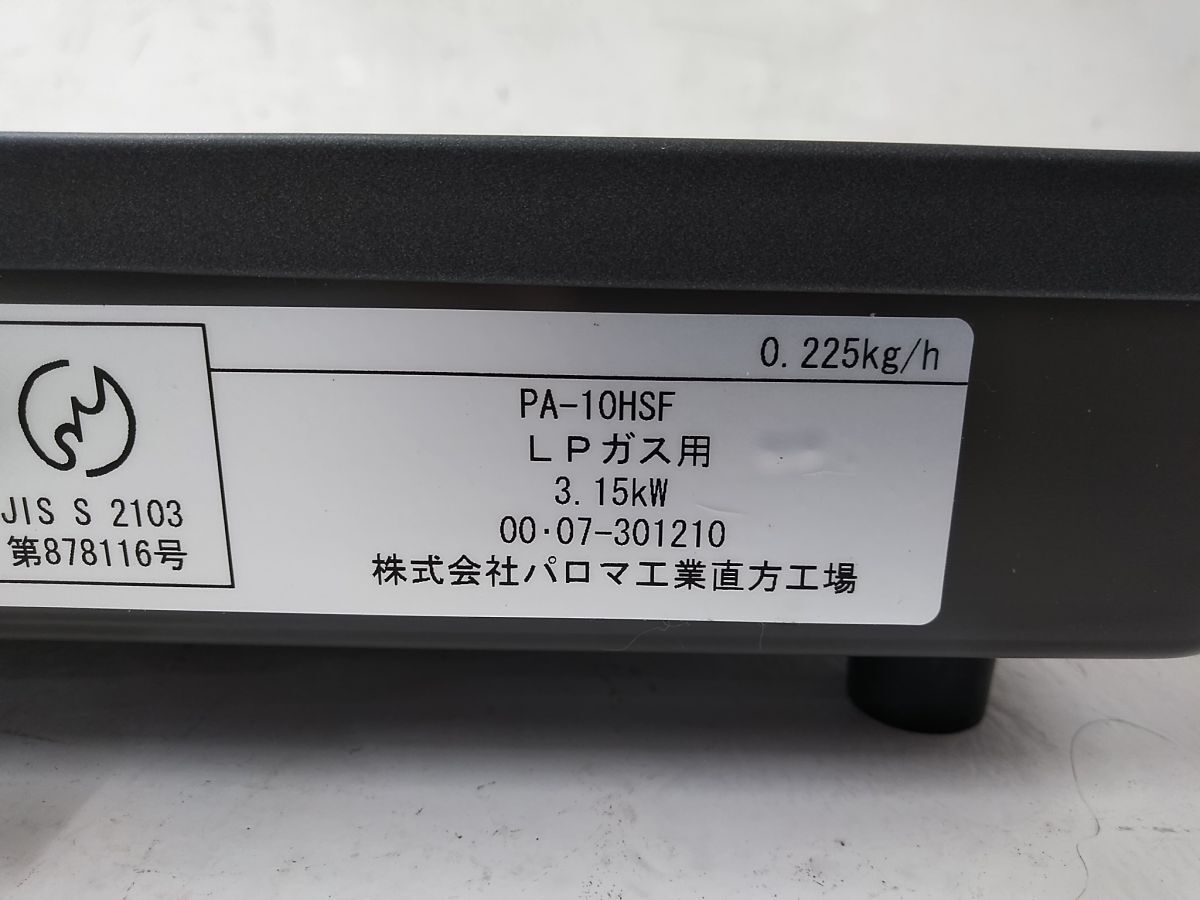 0.225kg/h
PA-10HSF
LPガス用
3.15kW
00·07-301210
株式会社パロマ工業直方工場
JIS S 2103
第878116号